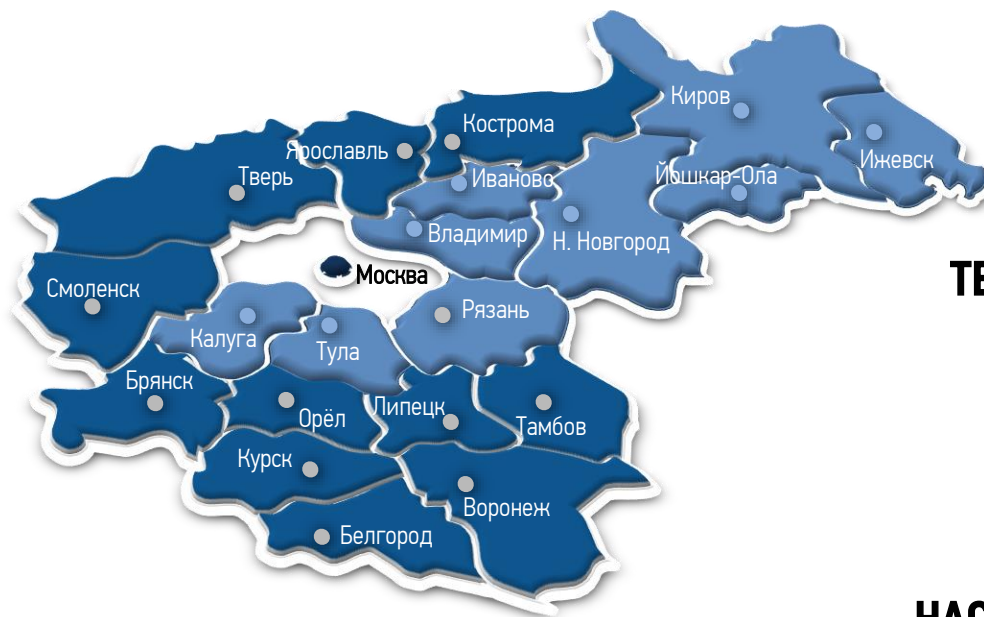 Киров
Кострома
Ярославль
Ижевск
Тверь
Иваново
Йошкар-Ола
Владимир
Н. Новгород
Москва
Смоленск
Рязань
Калуга
Тула
Брянск
Липецк
Орёл
Тамбов
Курск
Воронеж
Белгород